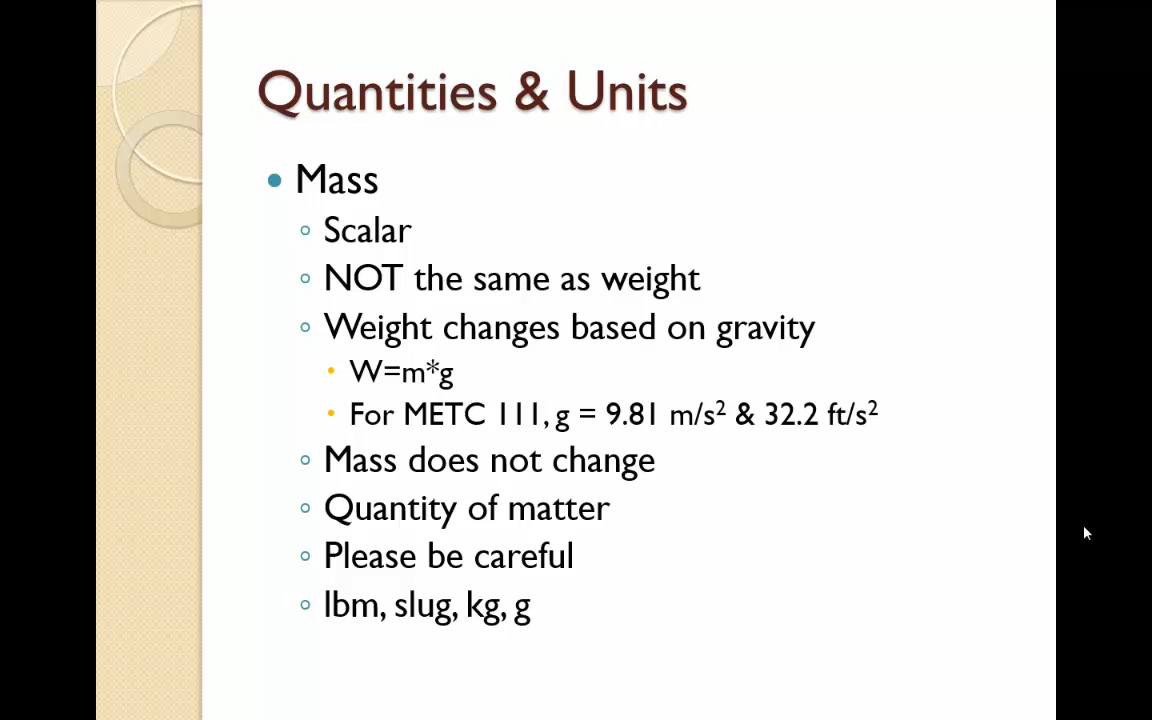 Quantities & Units
• Mass
◦ Scalar
◦ NOT the same as weight
◦ Weight changes based on gravity
• W=m*g
• For METC 111, g = 9.81 m/s² & 32.2 ft/s²
◦ Mass does not change
◦ Quantity of matter
◦ Please be careful
◦ lbm, slug, kg, g